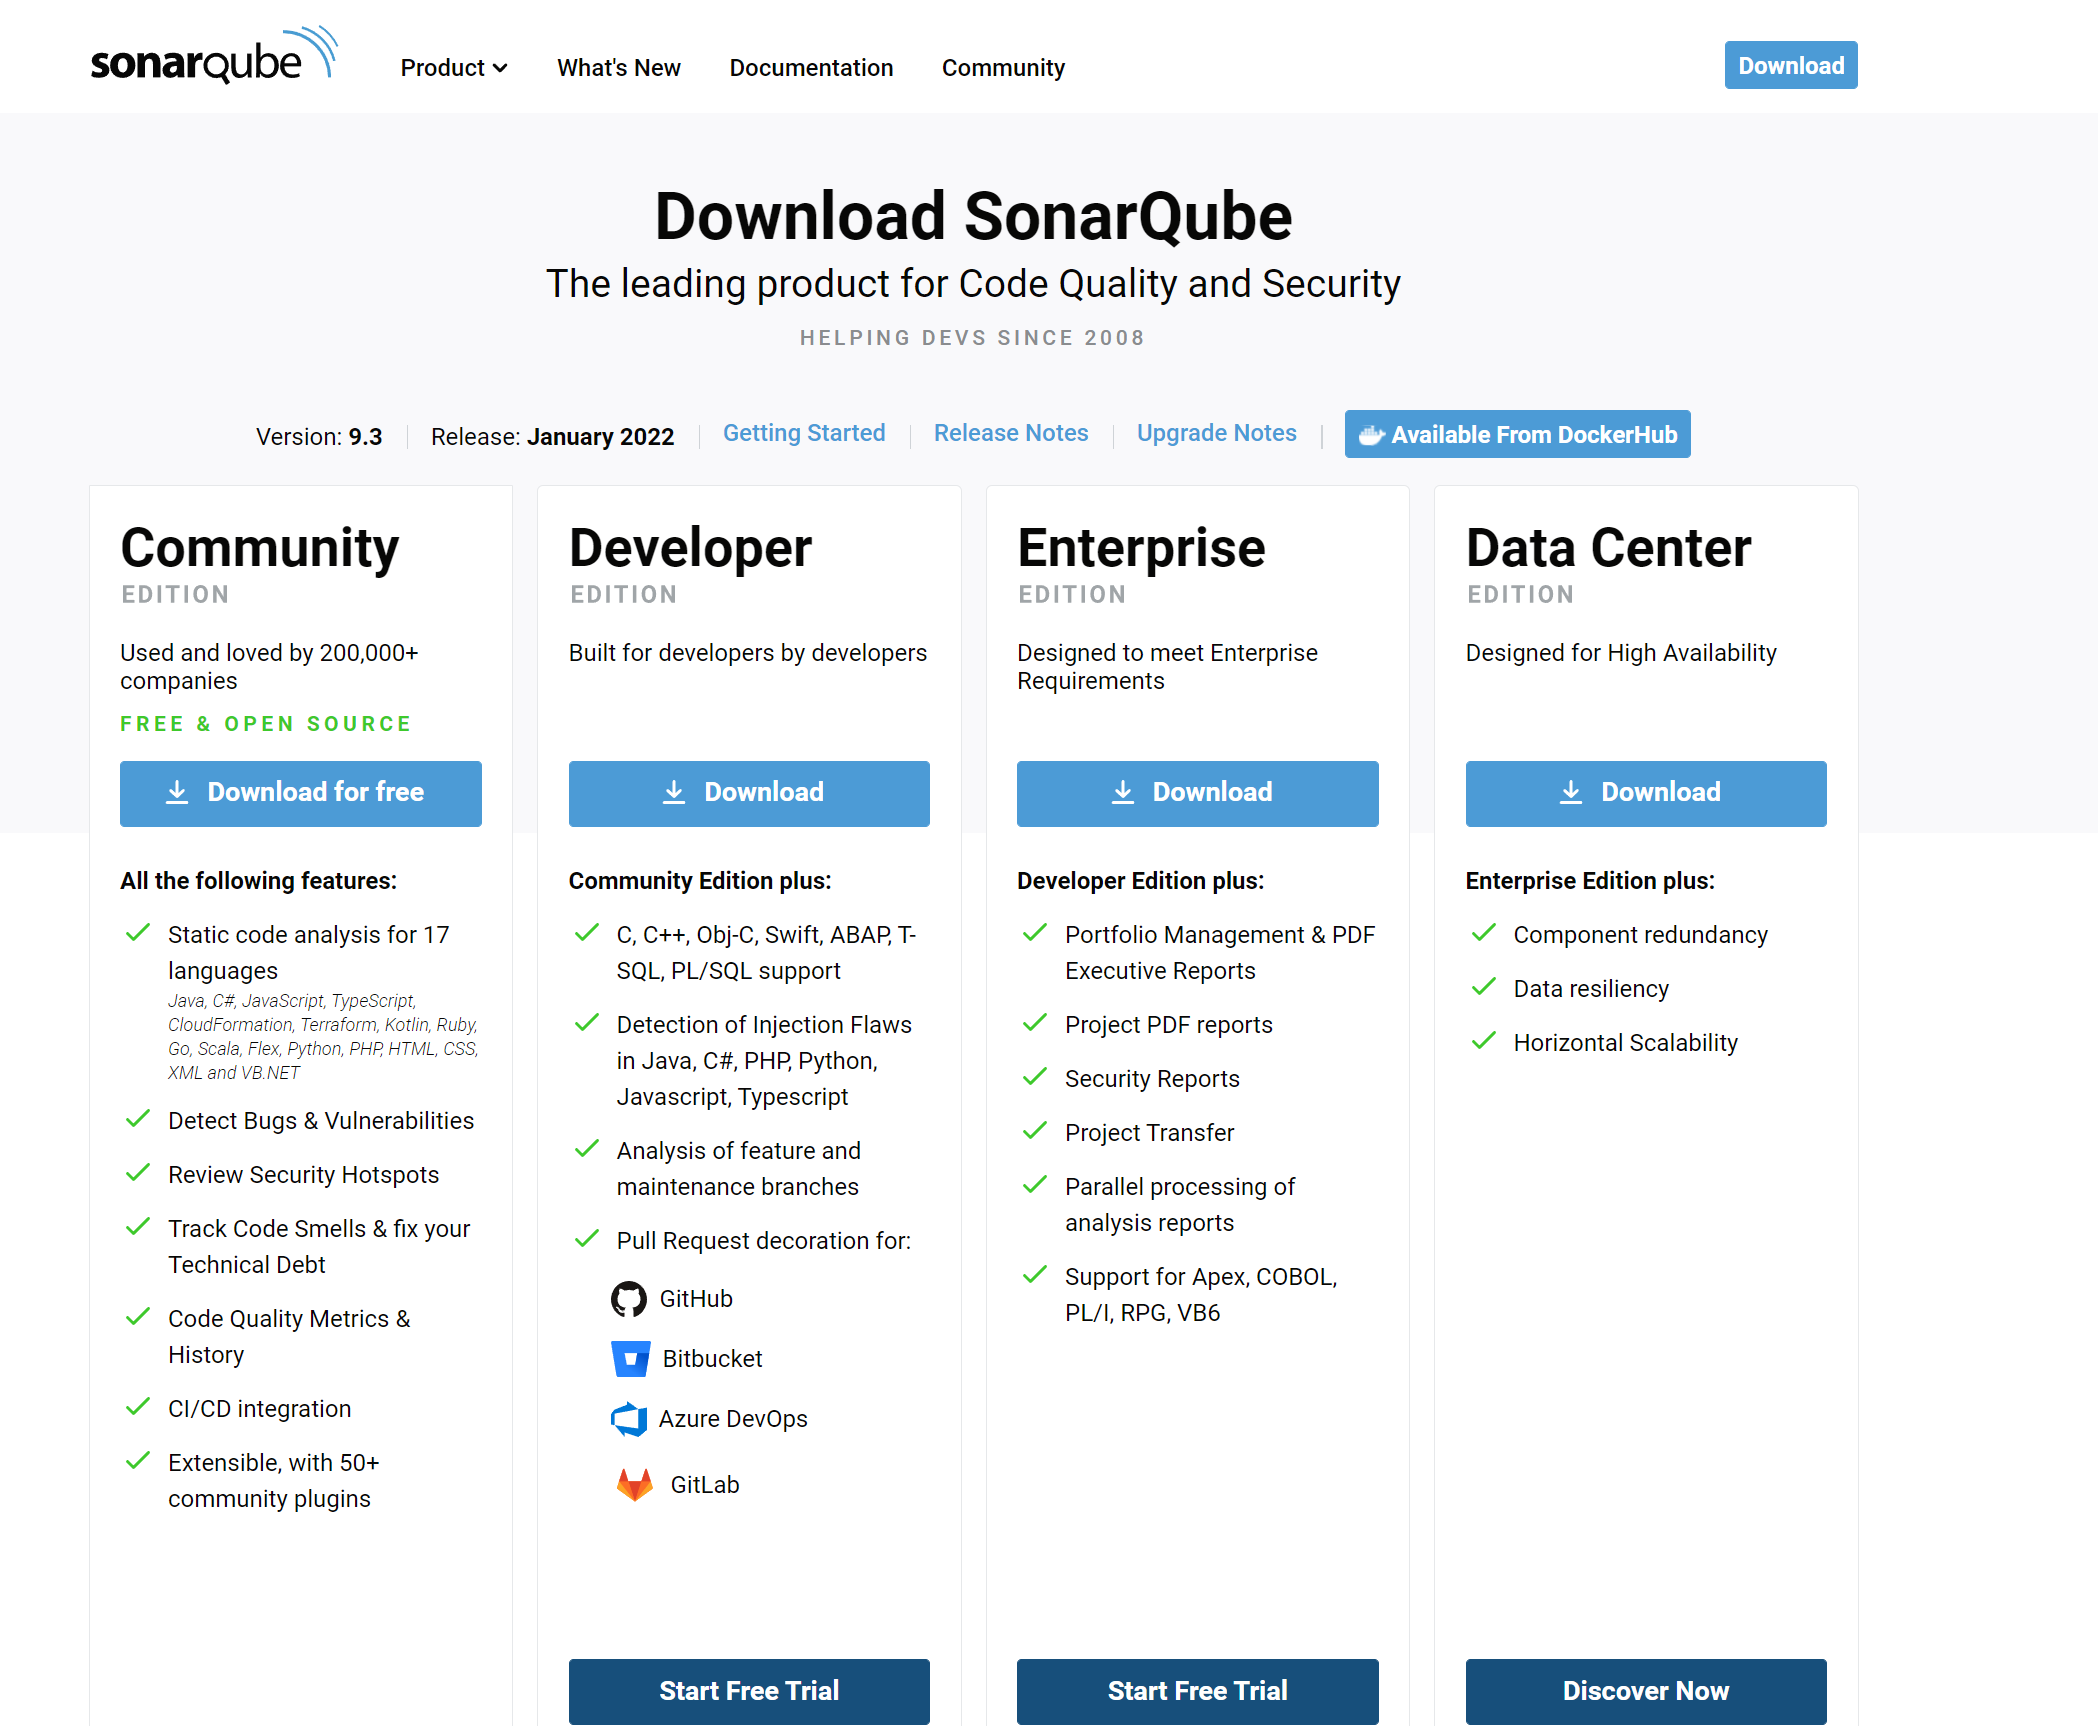 sonarqube
Product
What's New
Documentation
Community
Download
Download SonarQube
The leading product for Code Quality and Security
HELPING DEVS SINCE 2008
Version: 9.3
Release: January 2022
Getting Started
Release Notes
Upgrade Notes
Available From DockerHub
Community
EDITION
Used and loved by 200,000+
companies
FREE & OPEN SOURCE
Download for free
All the following features:
Static code analysis for 17
languages
Java, C#, JavaScript, TypeScript,
CloudFormation, Terraform, Kotlin, Ruby,
Go, Scala, Flex, Python, PHP, HTML, CSS,
XML and VB.NET
Detect Bugs & Vulnerabilities
Review Security Hotspots
Track Code Smells & fix your
Technical Debt
Code Quality Metrics &
History
CI/CD integration
Extensible, with 50+
community plugins
Developer
EDITION
Built for developers by developers
Download
Community Edition plus:
C, C++, Obj-C, Swift, ABAP, T-
SQL, PL/SQL support
Detection of Injection Flaws
in Java, C#, PHP, Python,
Javascript, Typescript
Analysis of feature and
maintenance branches
Pull Request decoration for:
GitHub
Bitbucket
Azure DevOps
GitLab
Start Free Trial
Enterprise
EDITION
Designed to meet Enterprise
Requirements
Download
Developer Edition plus:
Portfolio Management & PDF
Executive Reports
Project PDF reports
Security Reports
Project Transfer
Parallel processing of
analysis reports
Support for Apex, COBOL,
PL/I, RPG, VB6
Start Free Trial
Data Center
EDITION
Designed for High Availability
Download
Enterprise Edition plus:
Component redundancy
Data resiliency
Horizontal Scalability
Discover Now